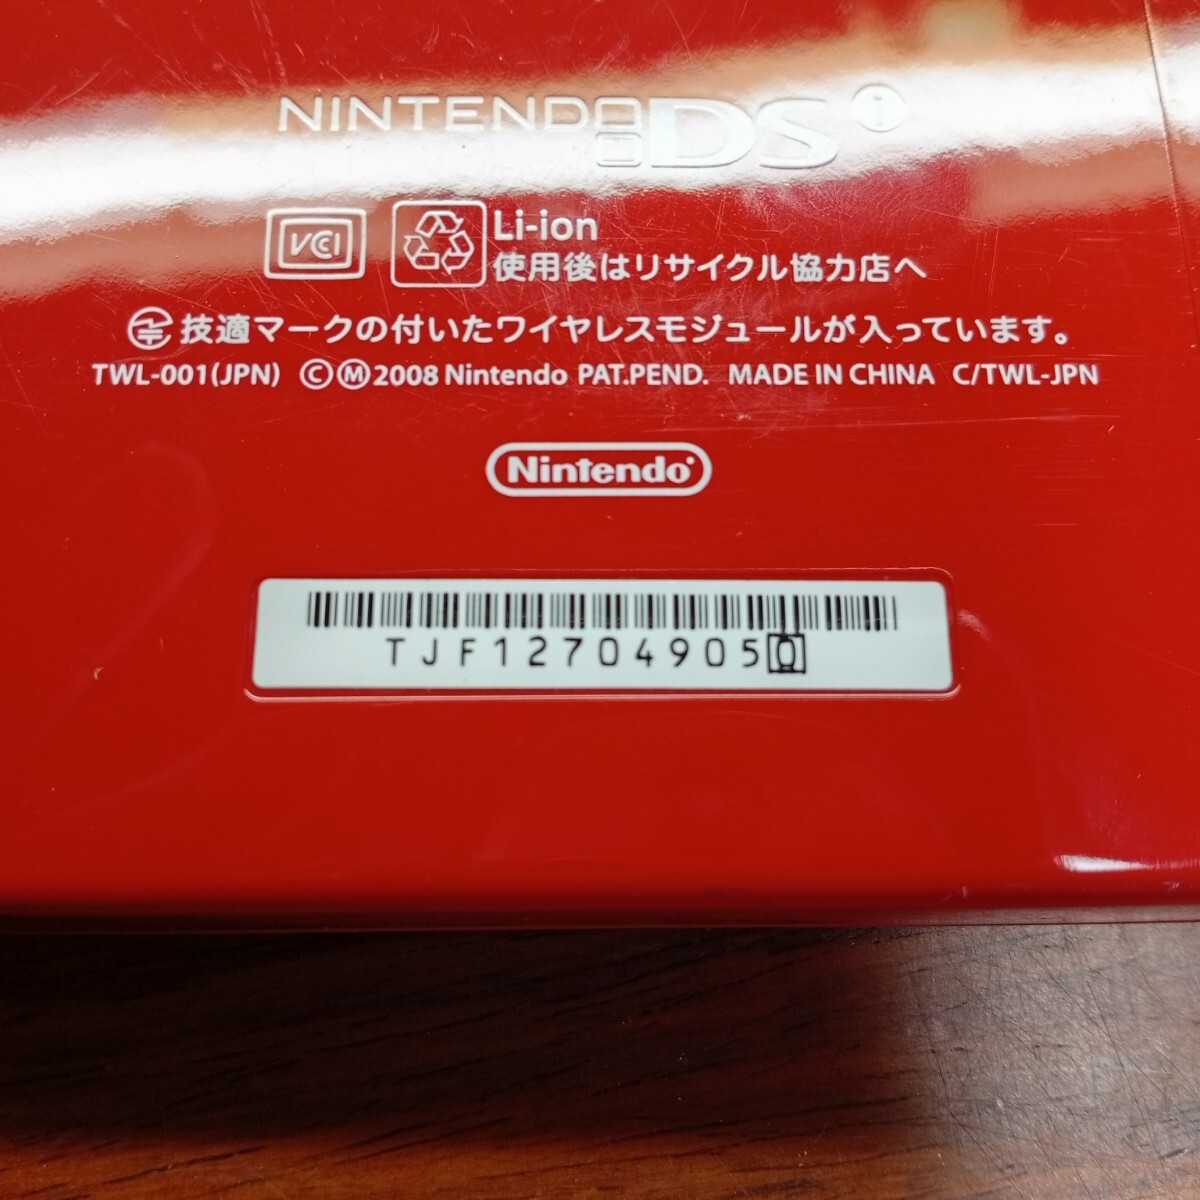 NINTENDO DSi
VCCI
Li-ion
使用後はリサイクル協力店へ
技適マークの付いたワイヤレスモジュールが入っています。
TWL-001(JPN) ©Ⓜ2008 Nintendo PAT.PEND. MADE IN CHINA C/TWL-JPN
Nintendo
TJF127049050